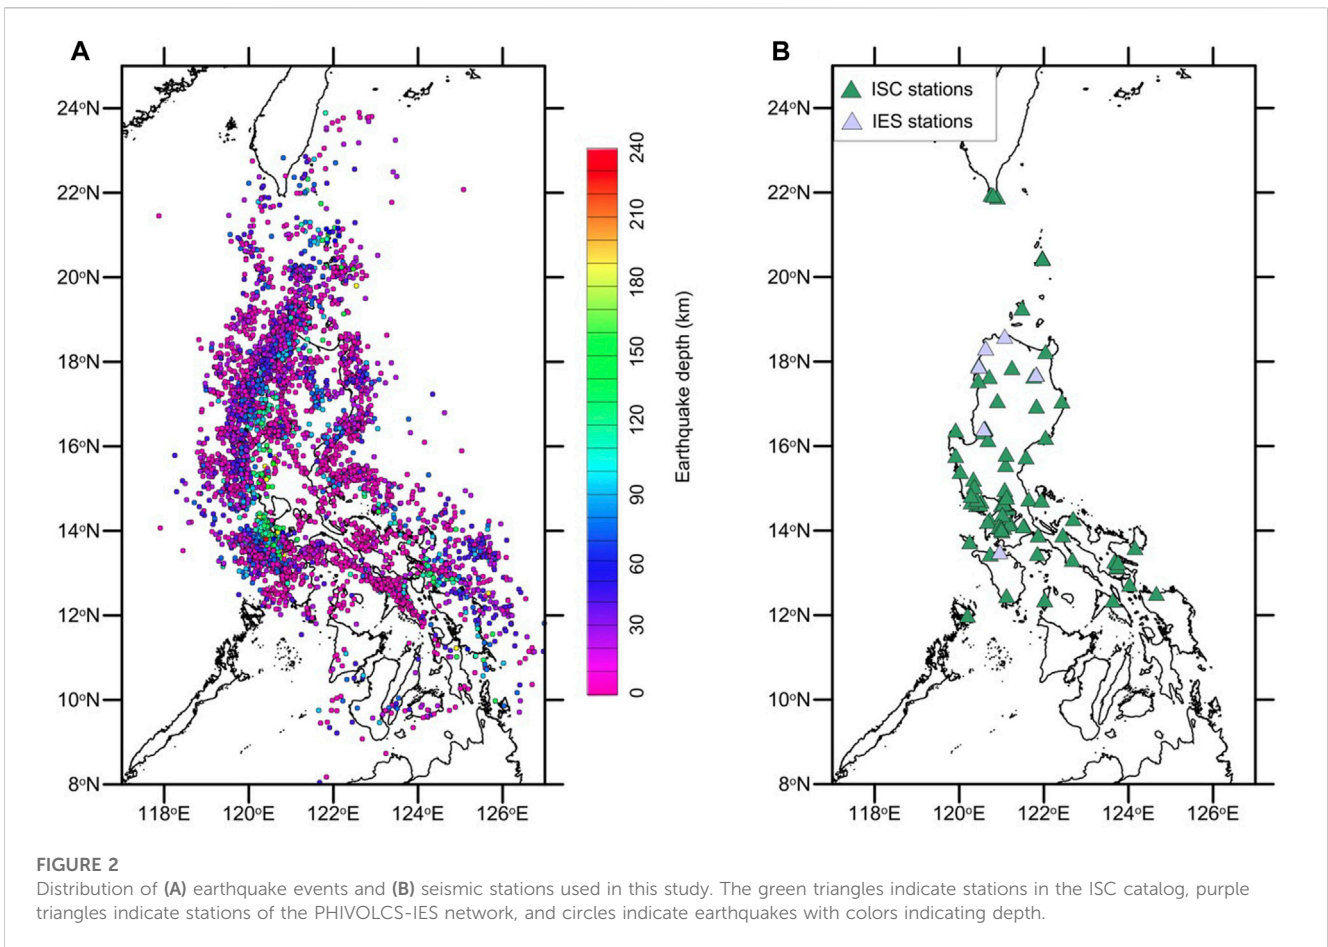 A
24°N
22°N
20°N
18°N
16°N
14°N
12°N
10°N
8°N
118°E 120°E 122°E 124°E 126°E
240
210
180
150
120
90
60
30
0
Earthquake depth (km)
B
ISC stations
IES stations
24°N
22°N
20°N
18°N
16°N
14°N
12°N
10°N
8°N
118°E 120°E 122°E 124°E 126°E
FIGURE 2
Distribution of (A) earthquake events and (B) seismic stations used in this study. The green triangles indicate stations in the ISC catalog, purple
triangles indicate stations of the PHIVOLCS-IES network, and circles indicate earthquakes with colors indicating depth.